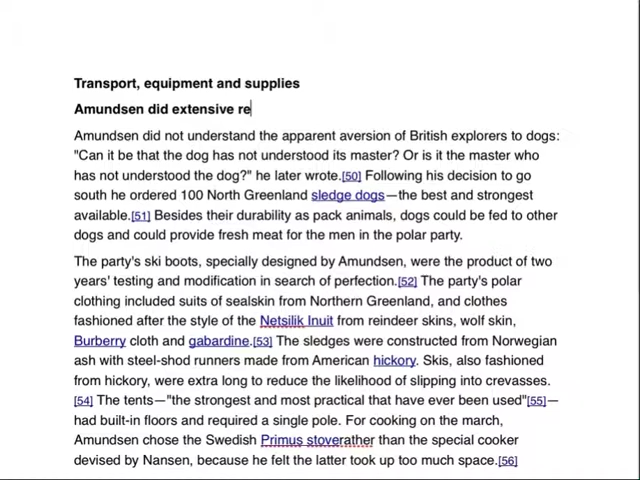 Transport, equipment and supplies
Amundsen did extensive re
Amundsen did not understand the apparent aversion of British explorers to dogs:
"Can it be that the dog has not understood its master? Or is it the master who
has not understood the dog?" he later wrote.[50] Following his decision to go
south he ordered 100 North Greenland sledge dogs—the best and strongest
available.[51] Besides their durability as pack animals, dogs could be fed to other
dogs and could provide fresh meat for the men in the polar party.
The party's ski boots, specially designed by Amundsen, were the product of two
years' testing and modification in search of perfection.[52] The party's polar
clothing included suits of sealskin from Northern Greenland, and clothes
fashioned after the style of the Netsilik Inuit from reindeer skins, wolf skin,
Burberry cloth and gabardine.[53] The sledges were constructed from Norwegian
ash with steel-shod runners made from American hickory. Skis, also fashioned
from hickory, were extra long to reduce the likelihood of slipping into crevasses.
[54] The tents—"the strongest and most practical that have ever been used"[55]—
had built-in floors and required a single pole. For cooking on the march,
Amundsen chose the Swedish Primus stoverather than the special cooker
devised by Nansen, because he felt the latter took up too much space.[56]